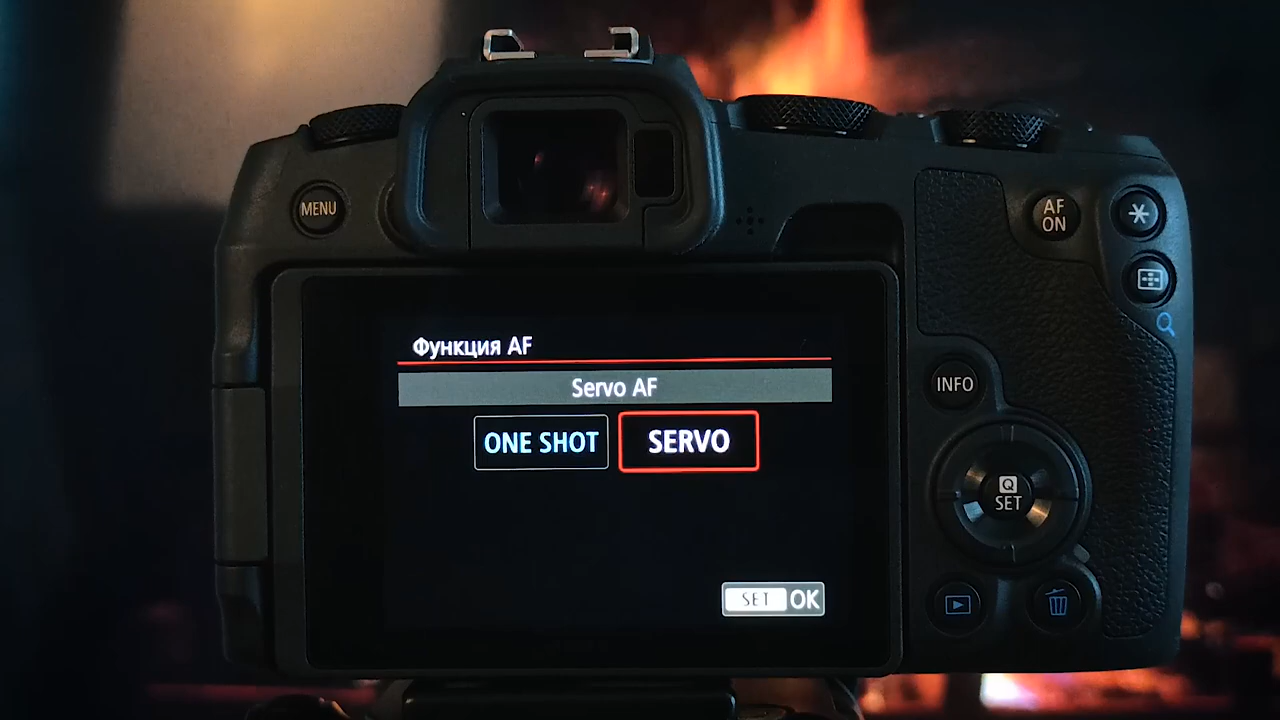 MENU
AF
ON
Функция AF
Servo AF
ONE SHOT
SERVO
INFO
Q
SET
SET OK